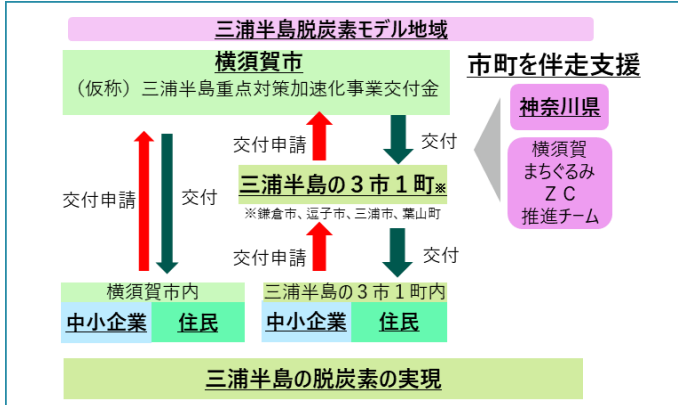 三浦半島脱炭素モデル地域
横須賀市
（仮称）三浦半島重点対策加速化事業交付金
市町を伴走支援
神奈川県
横須賀
まちぐるみ
ＺＣ
推進チーム
交付申請
交付
交付申請
交付
三浦半島の３市１町※
※鎌倉市、逗子市、三浦市、葉山町
交付申請
交付
横須賀市内
中小企業
住民
三浦半島の３市１町内
中小企業
住民
三浦半島の脱炭素の実現